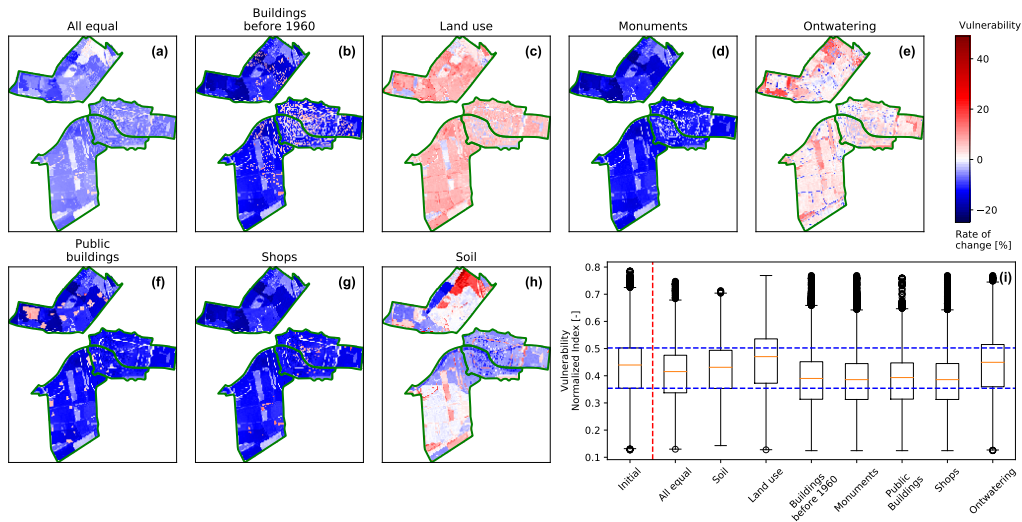 All equal
(a)
Buildings
before 1960
(b)
Land use
(c)
Monuments
(d)
Ontwatering
(e)
Vulnerability
40
20
0
−20
Rate of
change [%]
Public
buildings
(f)
Shops
(g)
Soil
(h)
(i)
Vulnerability
Normalized Index [-]
0.8
0.7
0.6
0.5
0.4
0.3
0.2
0.1
Initial
All equal
Soil
Land use
Buildings
before 1960
Monuments
Public
Buildings
Shops
Ontwatering